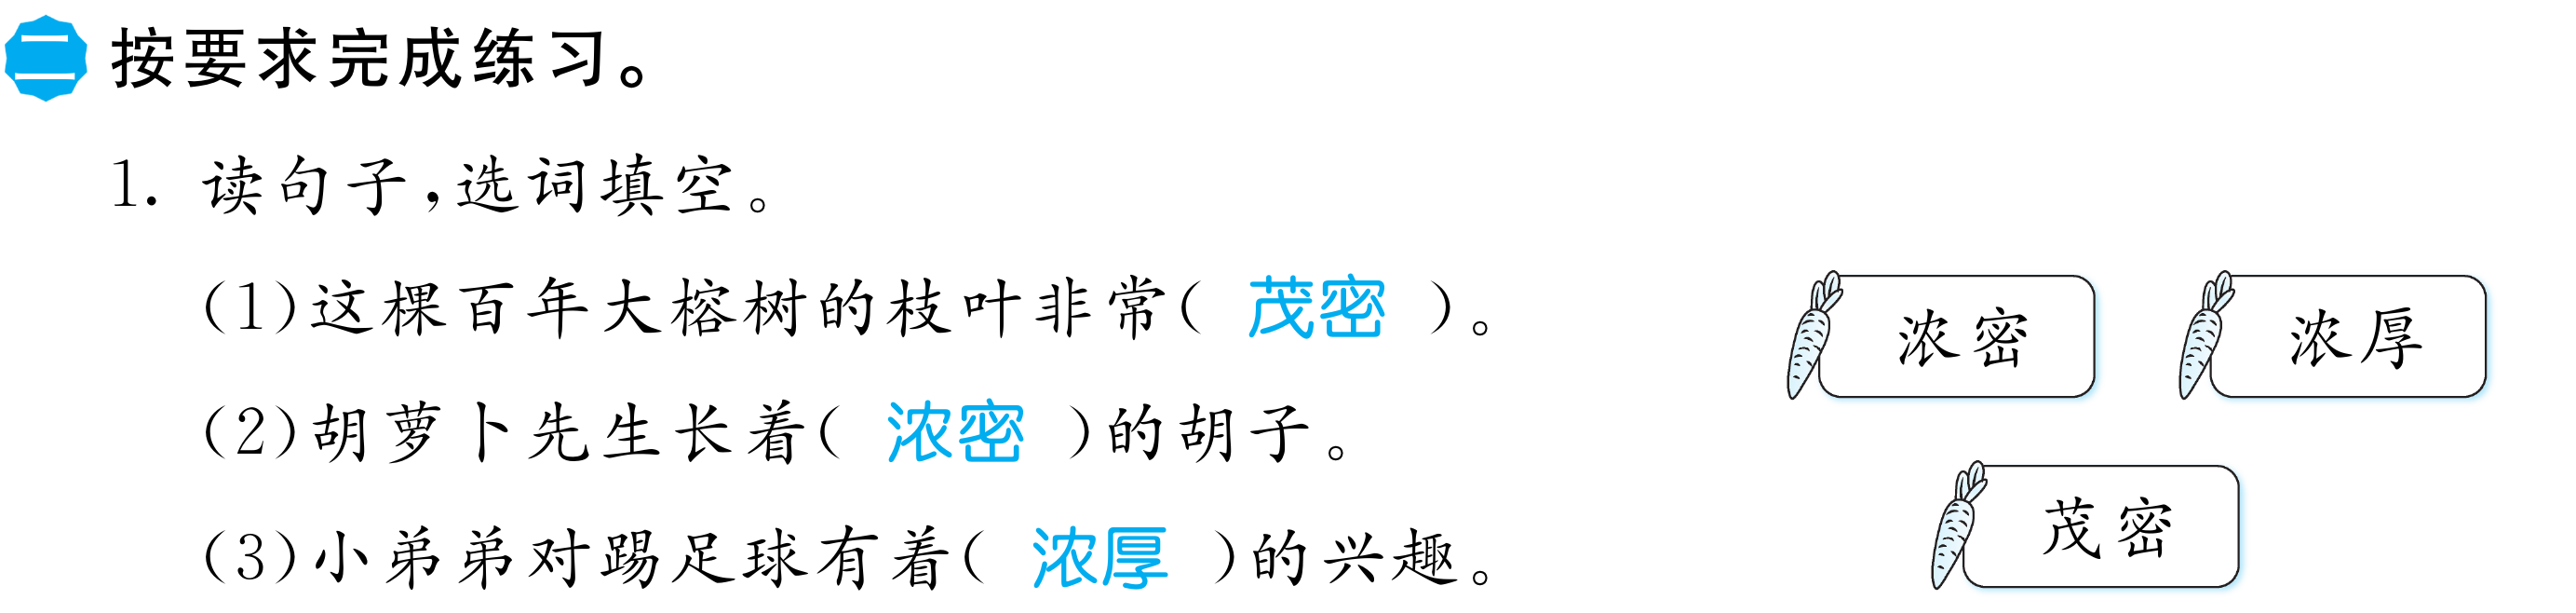 二 按要求完成练习。
1. 读句子,选词填空。
(1)这棵百年大榕树的枝叶非常( 茂密 )。
浓密 浓厚
(2)胡萝卜先生长着( 浓密 )的胡子。
茂密
(3)小弟弟对踢足球有着( 浓厚 )的兴趣。